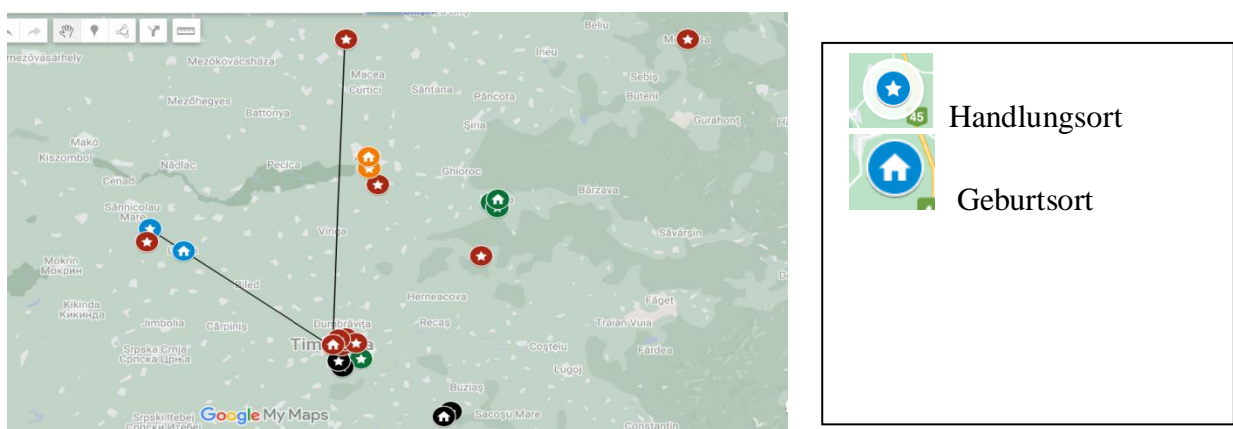 Beliu
Ineu
mezővásárhely
Mezőkovácsháza
Macea
Curtici
Sântana
Sebiș
Pâncota
Buteni
Mezőhegyes
Battonya
Șiria
Gurahonț
Makó
Kiszombor
Nădlac
Pecica
Ghioroc
Cenad
Bârzava
Sânnicolau
Mare
Vinga
Săvârșin
Mokrin
Мокрин
Biled
Kikinda
Кикинда
Herneacova
Făget
Jimbolia
Cărpiniș
Dumbrăvița
Recaș
Traian Vuia
Srpska Crnja
Српска Црња
Coșteiu
Fârdea
Lugoj
Buziaș
Srpski Itebej
Google My Maps
Sacoșu Mare
Constantin
45
Handlungsort
Geburtsort